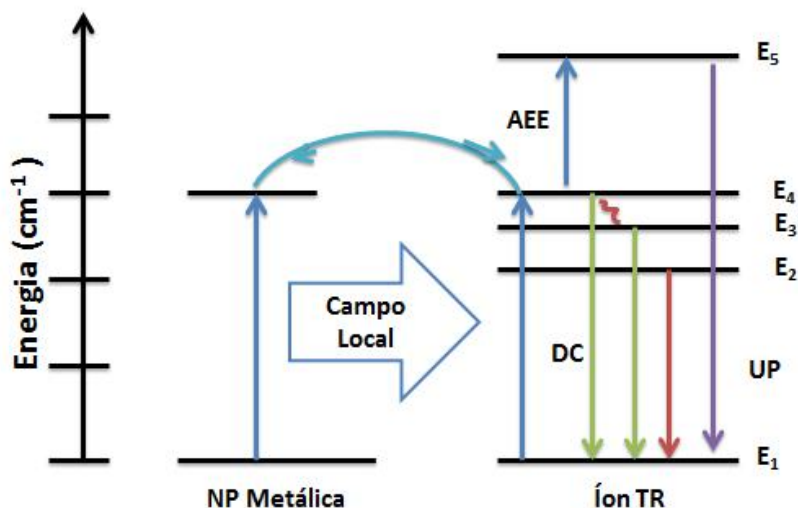 Energia (cm⁻¹)
E₅
AEE
E₄
E₃
E₂
Campo
Local
DC
UP
E₁
NP Metálica
Íon TR